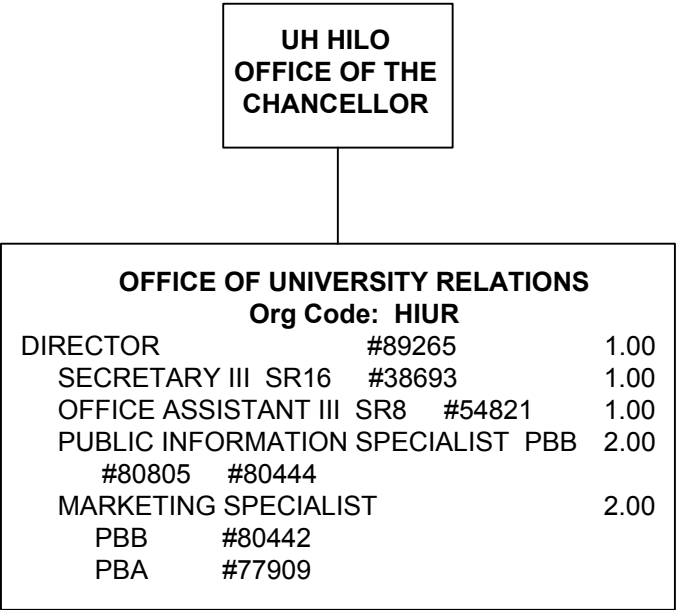 UH HILO
OFFICE OF THE
CHANCELLOR
OFFICE OF UNIVERSITY RELATIONS
Org Code: HIUR
DIRECTOR #89265 1.00
SECRETARY III SR16 #38693 1.00
OFFICE ASSISTANT III SR8 #54821 1.00
PUBLIC INFORMATION SPECIALIST PBB 2.00
#80805 #80444
MARKETING SPECIALIST 2.00
PBB #80442
PBA #77909